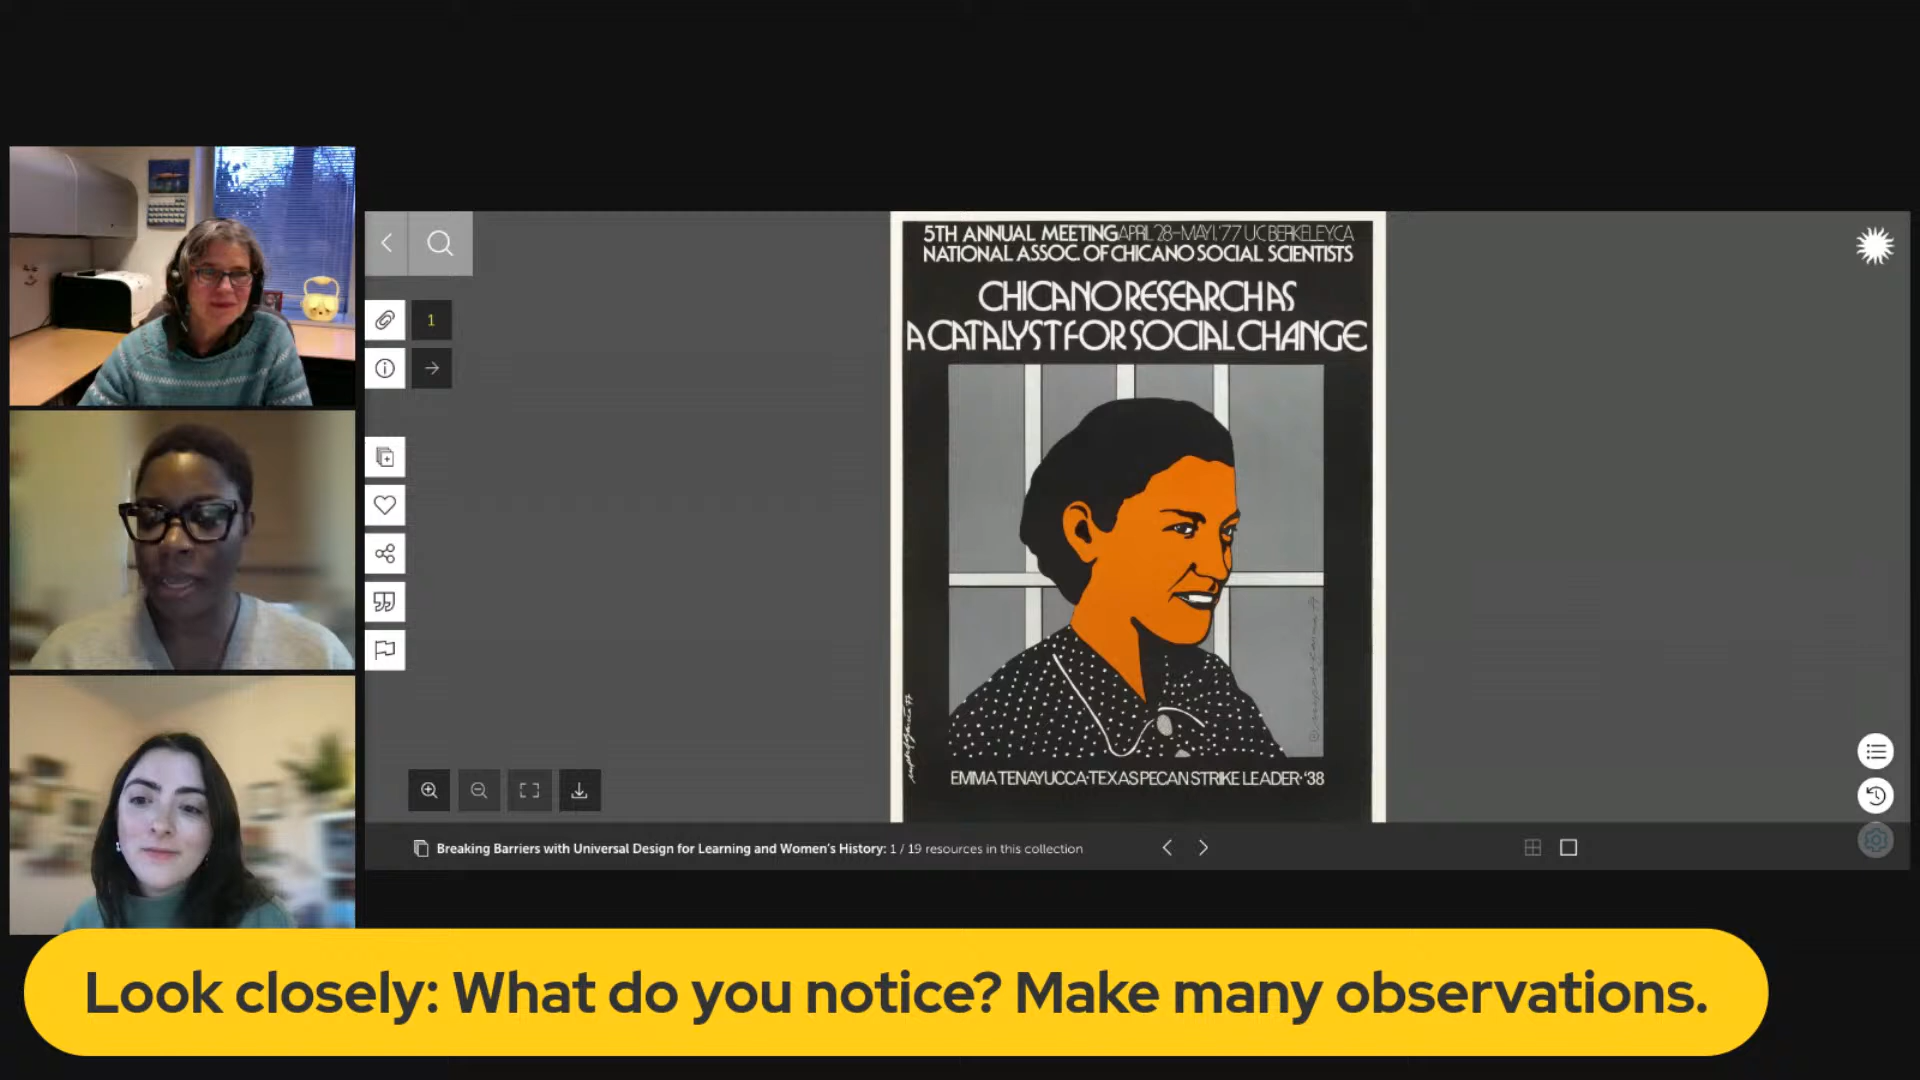 5TH ANNUAL MEETING APRIL 28-MAY 1, '77 UC BERKELEY, CA
NATIONAL ASSOC. OF CHICANO SOCIAL SCIENTISTS
CHICANO RESEARCH AS
A CATALYST FOR SOCIAL CHANGE
EMMA TENAYUCCA·TEXAS PECAN STRIKE LEADER·'38
1
Breaking Barriers with Universal Design for Learning and Women's History: 1 / 19 resources in this collection
Look closely: What do you notice? Make many observations.